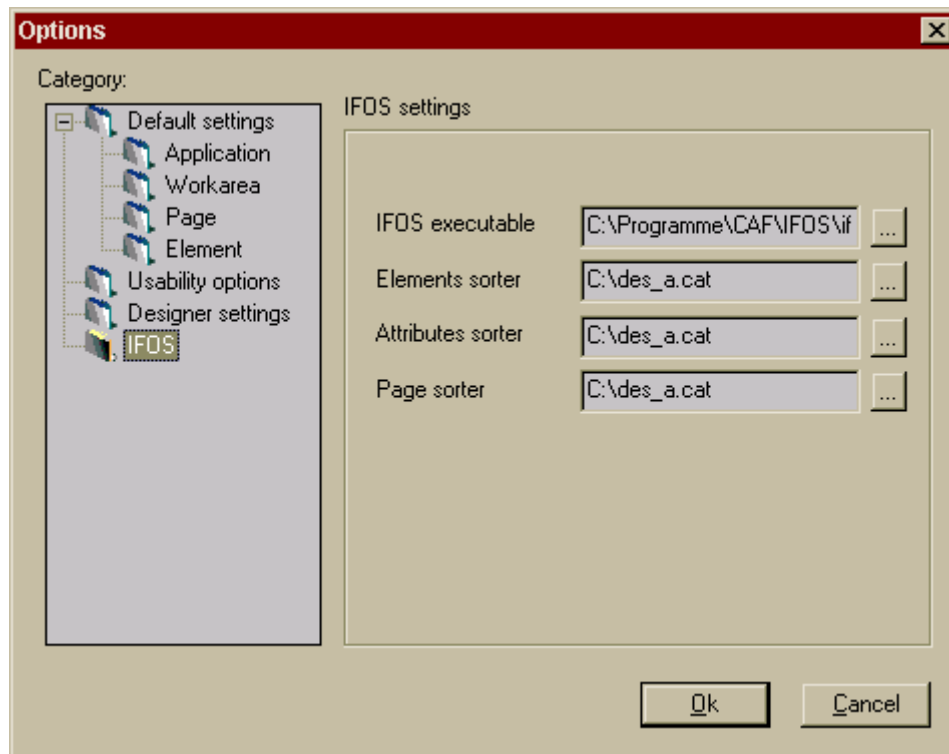 Options
Category:
Default settings
Application
Workarea
Page
Element
Usability options
Designer settings
IFOS
IFOS settings
IFOS executable C:\Programme\CAF\IFOS\if ...
Elements sorter C:\des_a.cat ...
Attributes sorter C:\des_a.cat ...
Page sorter C:\des_a.cat ...
Ok Cancel